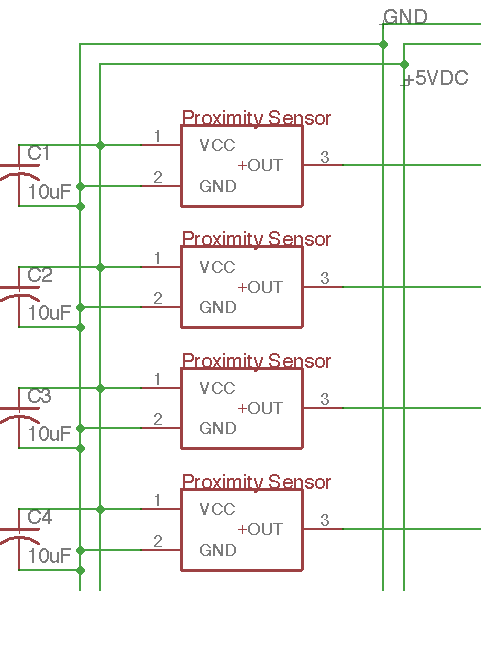 GND
+5VDC
Proximity Sensor
C1
1
VCC
+OUT
3
2
GND
10uF
Proximity Sensor
C2
1
VCC
+OUT
3
2
GND
10uF
Proximity Sensor
C3
1
VCC
+OUT
3
2
GND
10uF
Proximity Sensor
C4
1
VCC
+OUT
3
2
GND
10uF